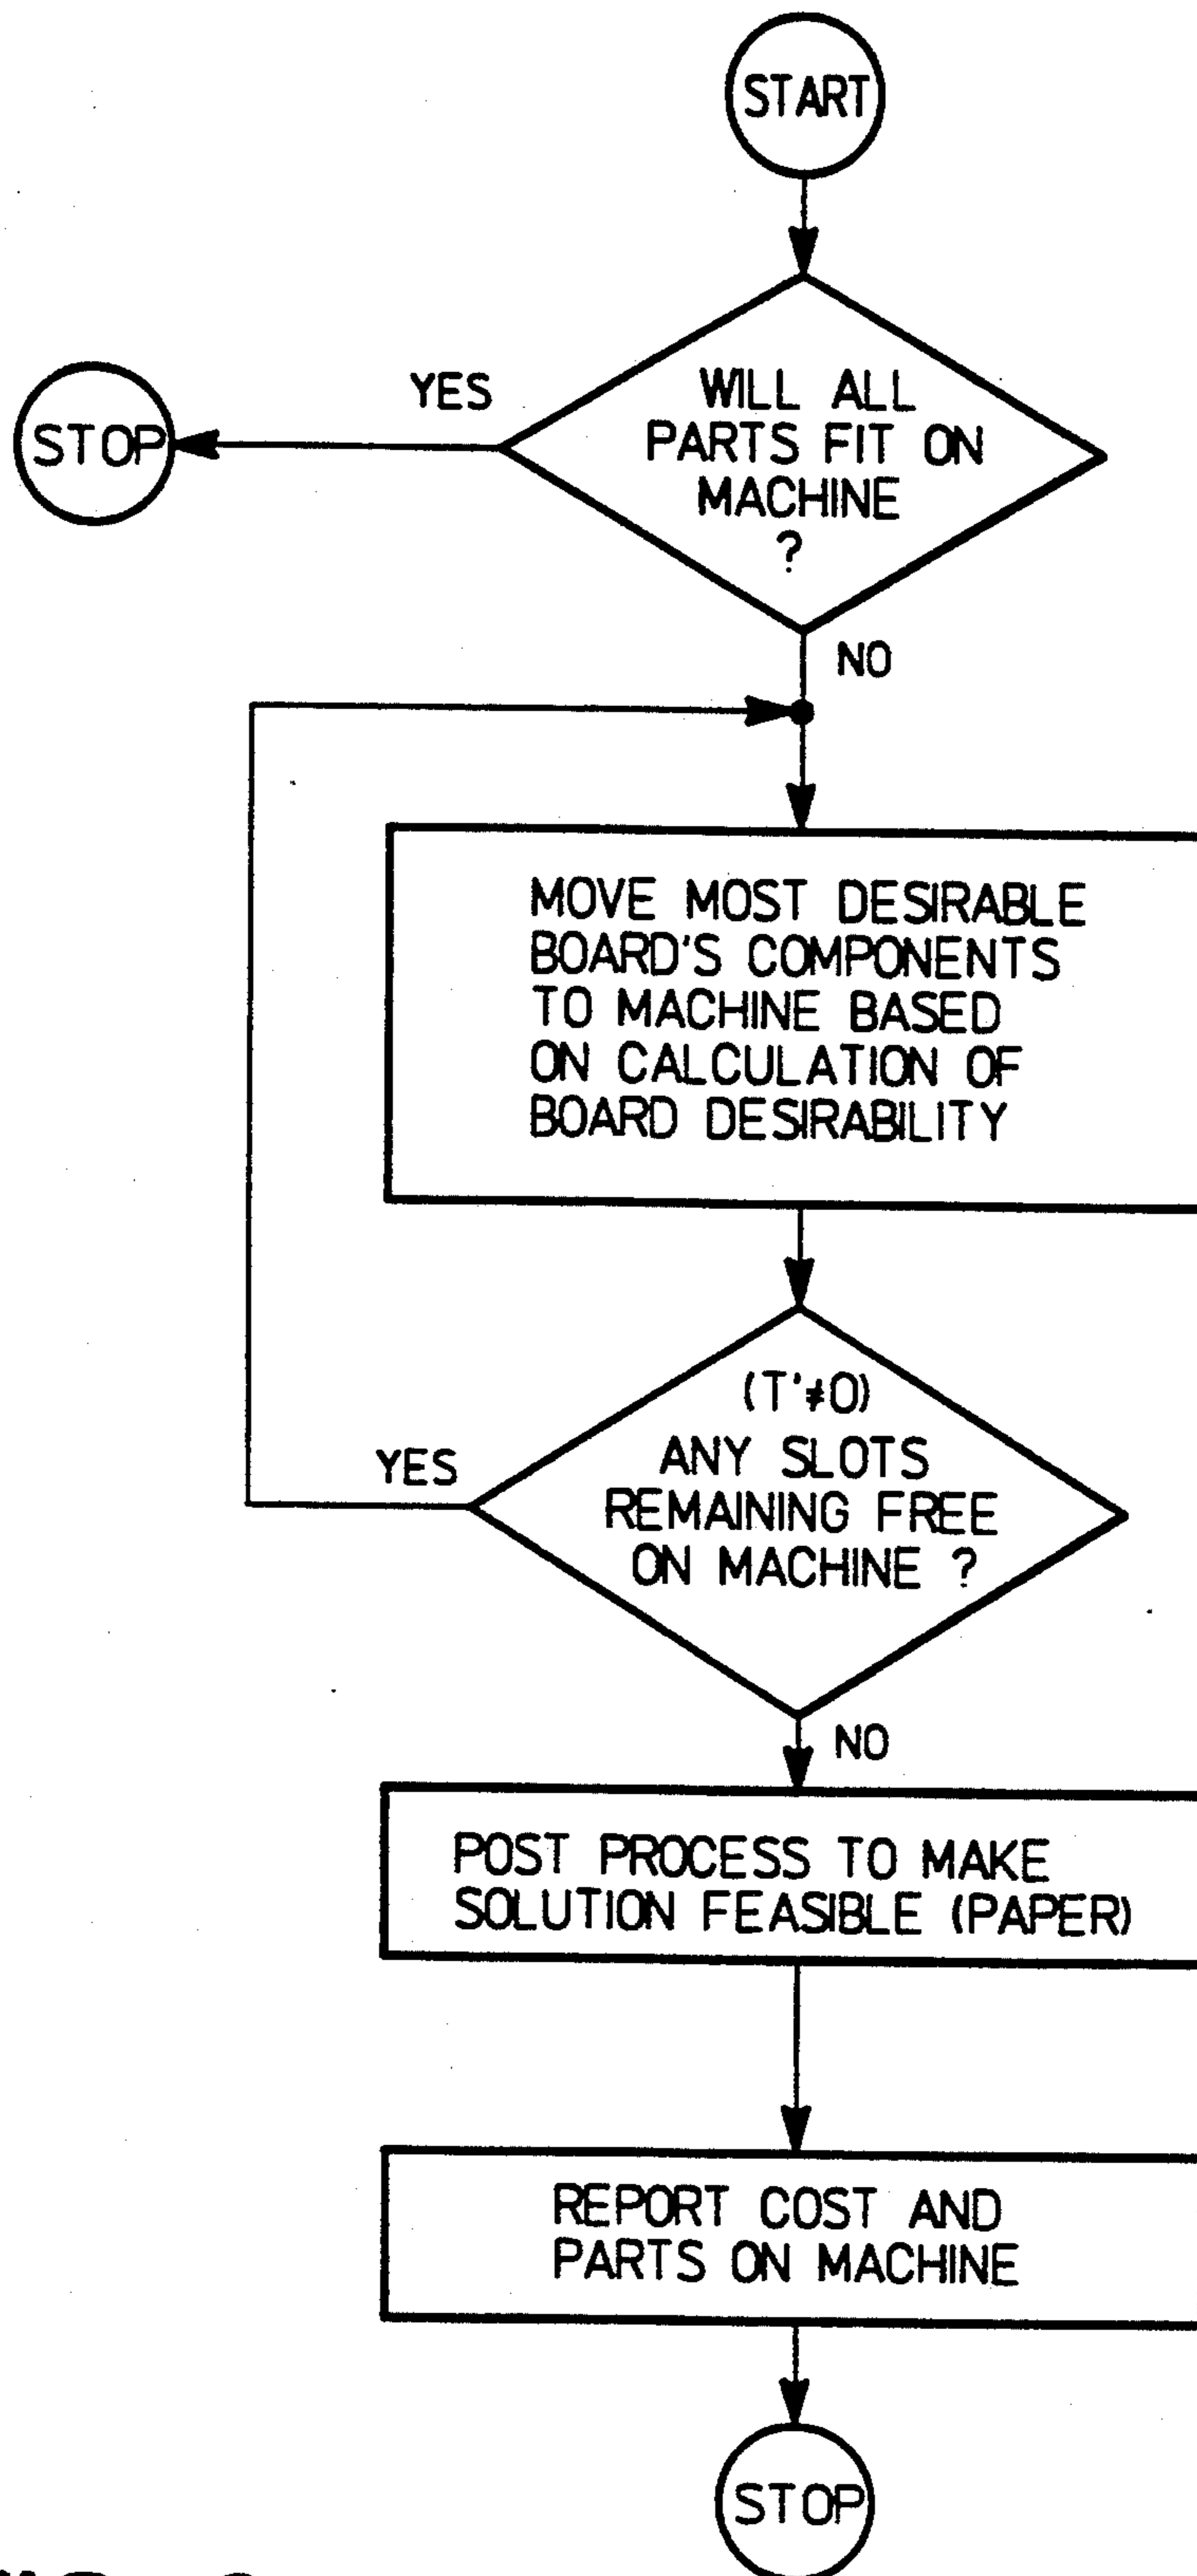 START
YES
WILL ALL
PARTS FIT ON
MACHINE
?
STOP
NO
MOVE MOST DESIRABLE
BOARD'S COMPONENTS
TO MACHINE BASED
ON CALCULATION OF
BOARD DESIRABILITY
(T'≠0)
YES
ANY SLOTS
REMAINING FREE
ON MACHINE ?
NO
POST PROCESS TO MAKE
SOLUTION FEASIBLE (PAPER)
REPORT COST AND
PARTS ON MACHINE
STOP